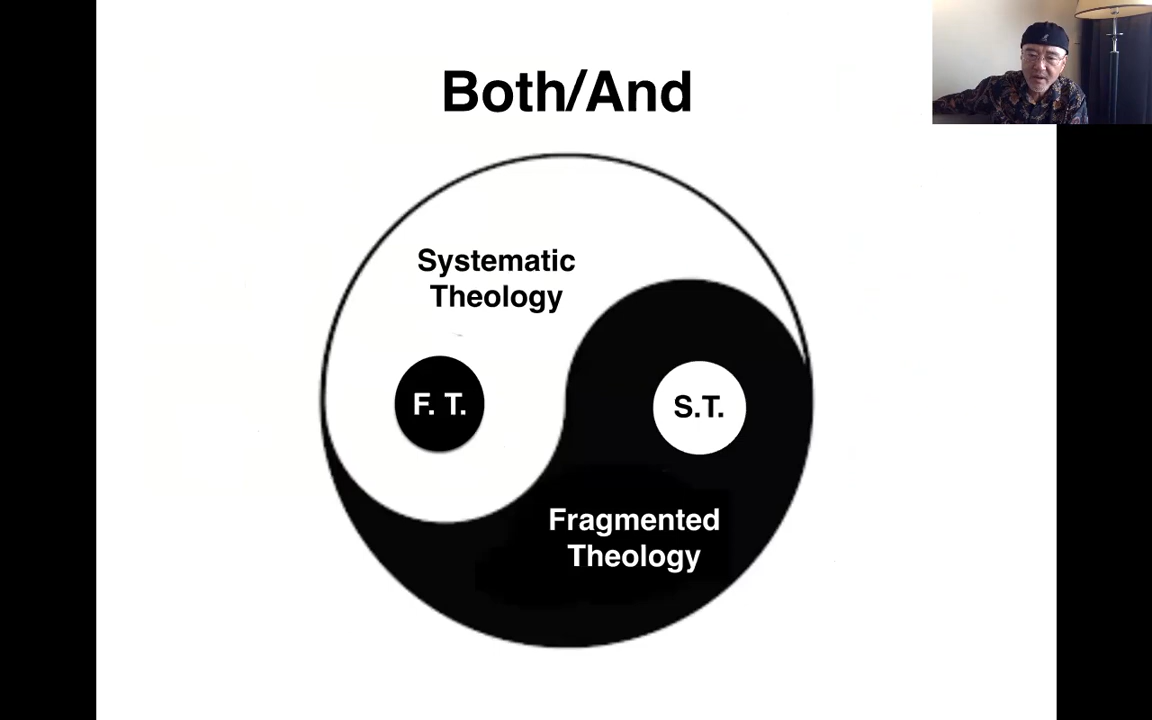 Both/And
Systematic
Theology
F. T.
S.T.
Fragmented
Theology